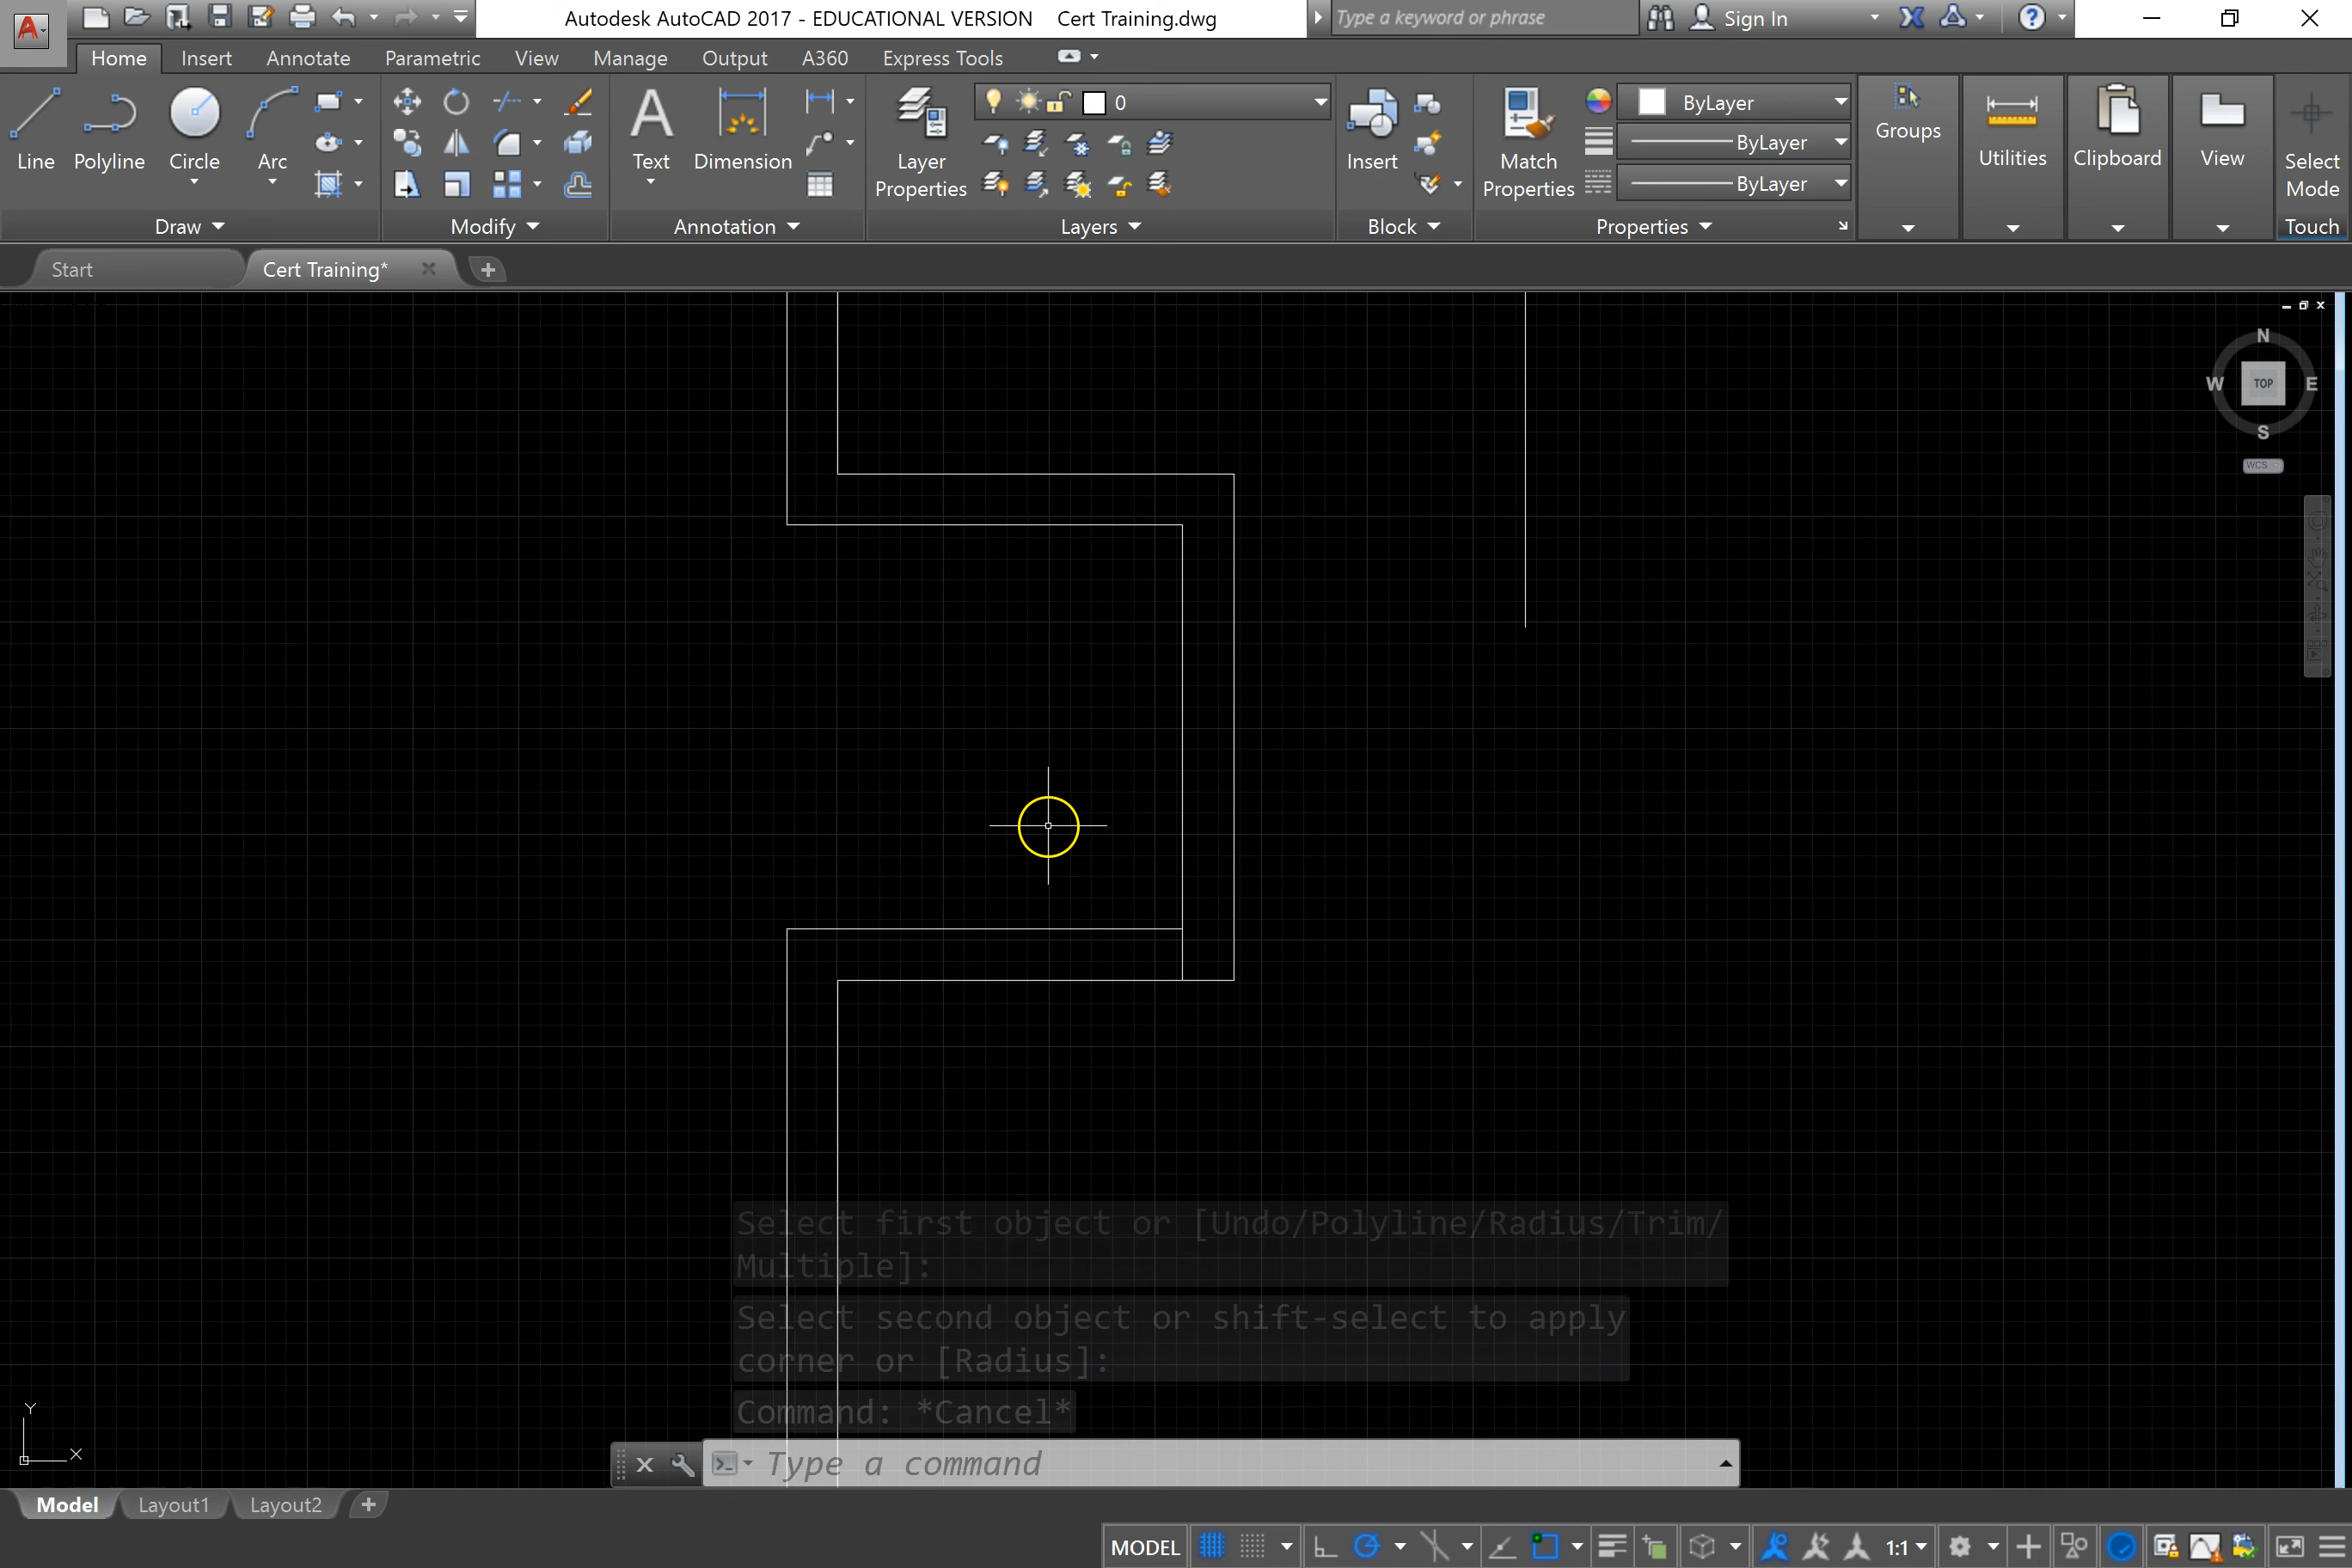 Autodesk AutoCAD 2017 - EDUCATIONAL VERSION Cert Training.dwg
Type a keyword or phrase
Sign In
Home Insert Annotate Parametric View Manage Output A360 Express Tools
Line Polyline Circle Arc
Text Dimension
Layer Properties
0
Insert
Match Properties
ByLayer
ByLayer
ByLayer
Groups
Utilities
Clipboard
View
Select Mode
Draw Modify Annotation Layers Block Properties Touch
Start Cert Training*
N
W TOP E
S
WCS
Select first object or [Undo/Polyline/Radius/Trim/
Multiple]:
Select second object or shift-select to apply
corner or [Radius]:
Command: *Cancel*
Type a command
Y
X
Model Layout1 Layout2
MODEL 1:1